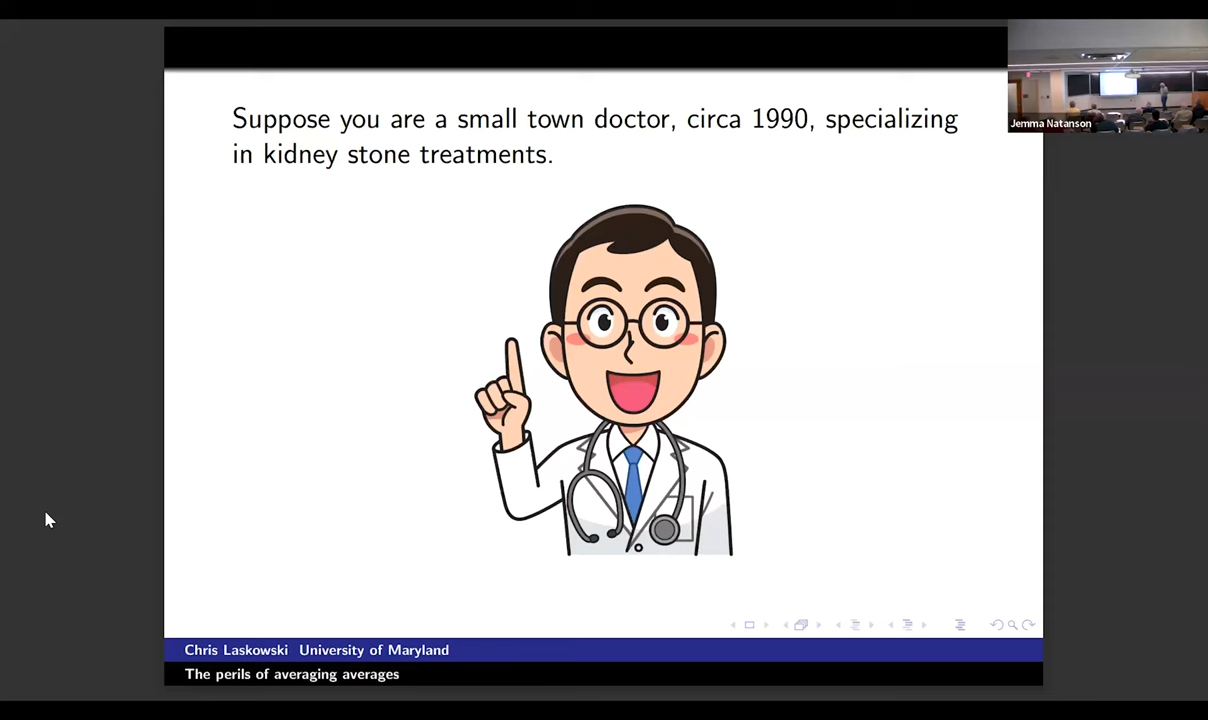 Suppose you are a small town doctor, circa 1990, specializing
in kidney stone treatments.
Jemma Natanson
Chris Laskowski University of Maryland
The perils of averaging averages